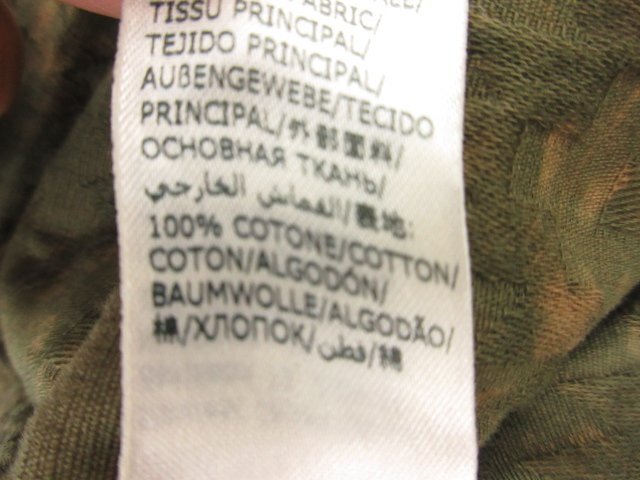 FABRIC/
TISSU PRINCIPAL/
TEJIDO PRINCIPAL/
AUßENGEWEBE/TECIDO
PRINCIPAL/外部面料/
ОСНОВНАЯ ТКАНЬ/
القماش الخارجي/表地:
100% COTONE/COTTON/
COTON/ALGODÓN/
BAUMWOLLE/ALGODÃO/
棉/ХЛОПОК/قطن/綿